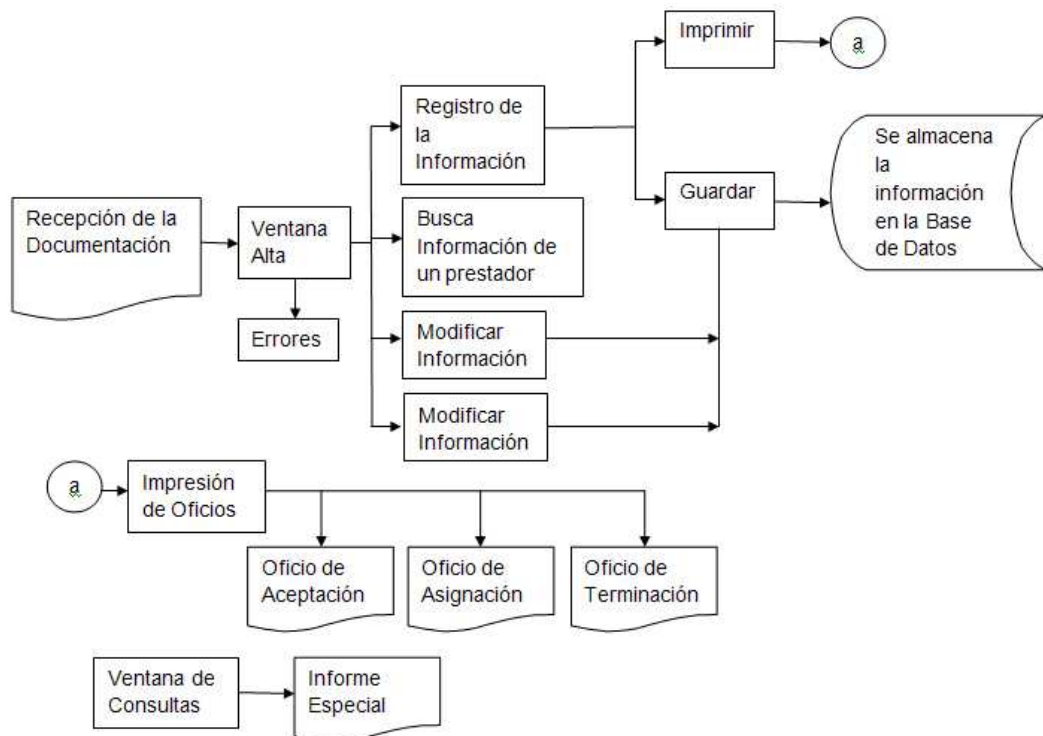 Imprimir
a
Registro de
la
Información
Se almacena
la
información
en la Base
de Datos
Guardar
Recepción de la
Documentación
Ventana
Alta
Busca
Información de
un prestador
Errores
Modificar
Información
Modificar
Información
a
Impresión
de Oficios
Oficio de
Aceptación
Oficio de
Asignación
Oficio de
Terminación
Ventana de
Consultas
Informe
Especial